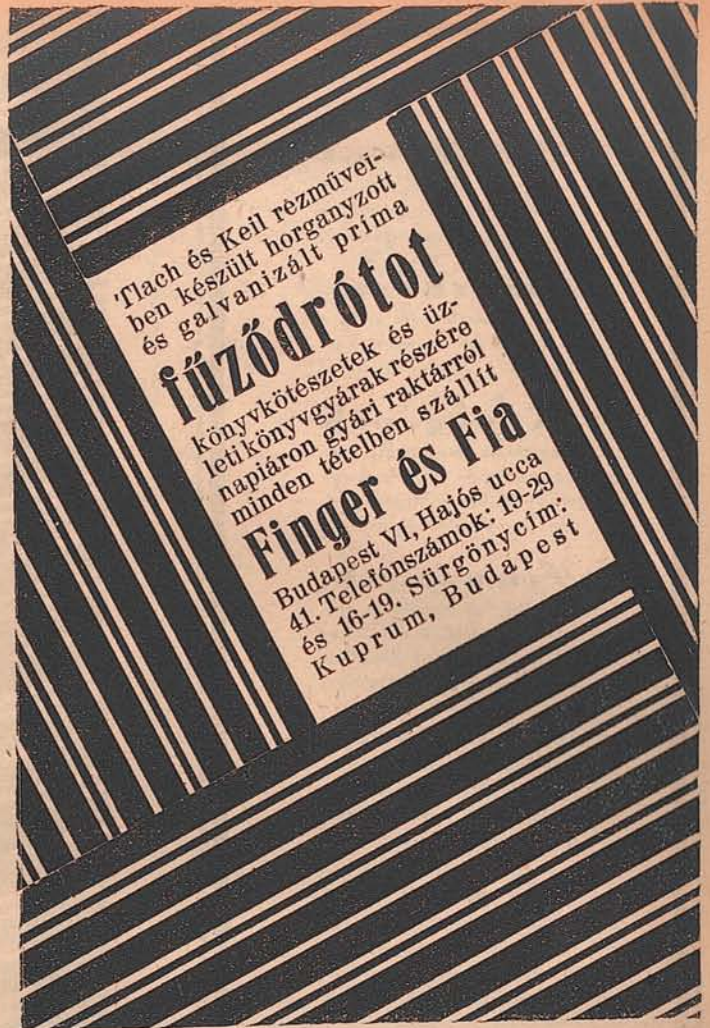 'Tlach és Keil rézművei-
ben készült horganyzott
és galvanizált príma
fűződrótot
könyvkötészetek és üz-
leti könyvgyárak részére
napiáron gyári raktárról
minden tételben szállít
Finger és Fia
Budapest VI, Hajós ucca
41. Telefónszámok: 19-29
és 16-19. Sürgönycím:
Kuprum, Budapest